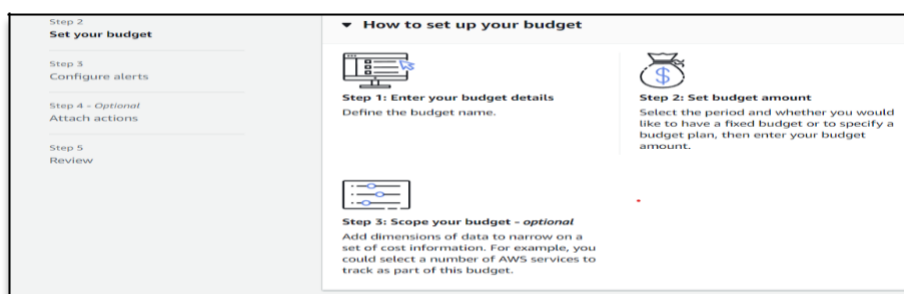 Step 2
Set your budget
Step 3
Configure alerts
Step 4 - Optional
Attach actions
Step 5
Review
▼ How to set up your budget
Step 1: Enter your budget details
Define the budget name.
Step 2: Set budget amount
Select the period and whether you would
like to have a fixed budget or to specify a
budget plan, then enter your budget
amount.
Step 3: Scope your budget - optional
Add dimensions of data to narrow on a
set of cost information. For example, you
could select a number of AWS services to
track as part of this budget.